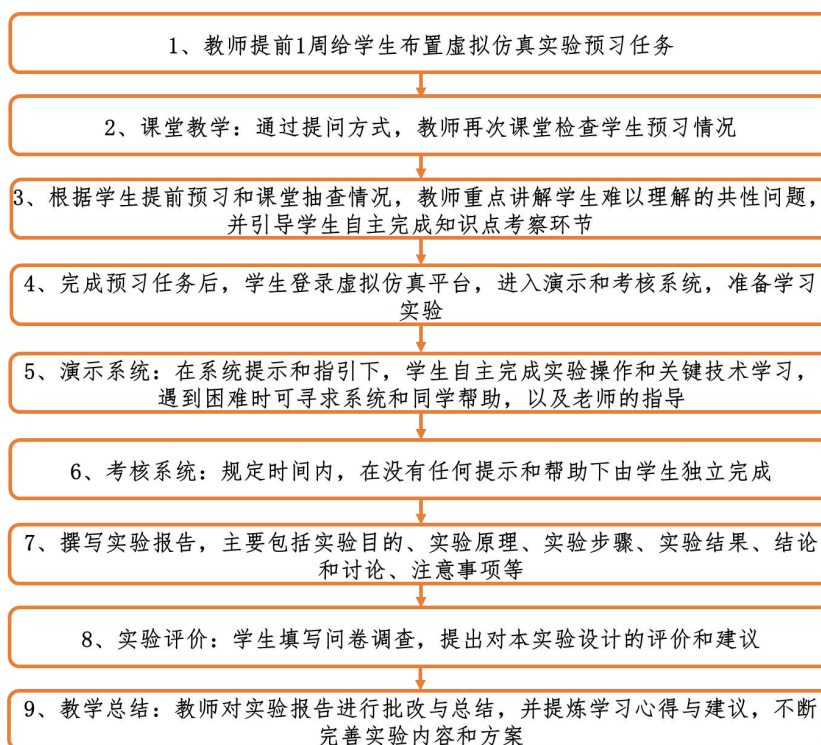 1、教师提前1周给学生布置虚拟仿真实验预习任务
2、课堂教学：通过提问方式，教师再次课堂检查学生预习情况
3、根据学生提前预习和课堂抽查情况，教师重点讲解学生难以理解的共性问题，
并引导学生自主完成知识点考察环节
4、完成预习任务后，学生登录虚拟仿真平台，进入演示和考核系统，准备学习
实验
5、演示系统：在系统提示和指引下，学生自主完成实验操作和关键技术学习，
遇到困难时可寻求系统和同学帮助，以及老师的指导
6、考核系统：规定时间内，在没有任何提示和帮助下由学生独立完成
7、撰写实验报告，主要包括实验目的、实验原理、实验步骤、实验结果、结论
和讨论、注意事项等
8、实验评价：学生填写问卷调查，提出对本实验设计的评价和建议
9、教学总结：教师对实验报告进行批改与总结，并提炼学习心得与建议，不断
完善实验内容和方案